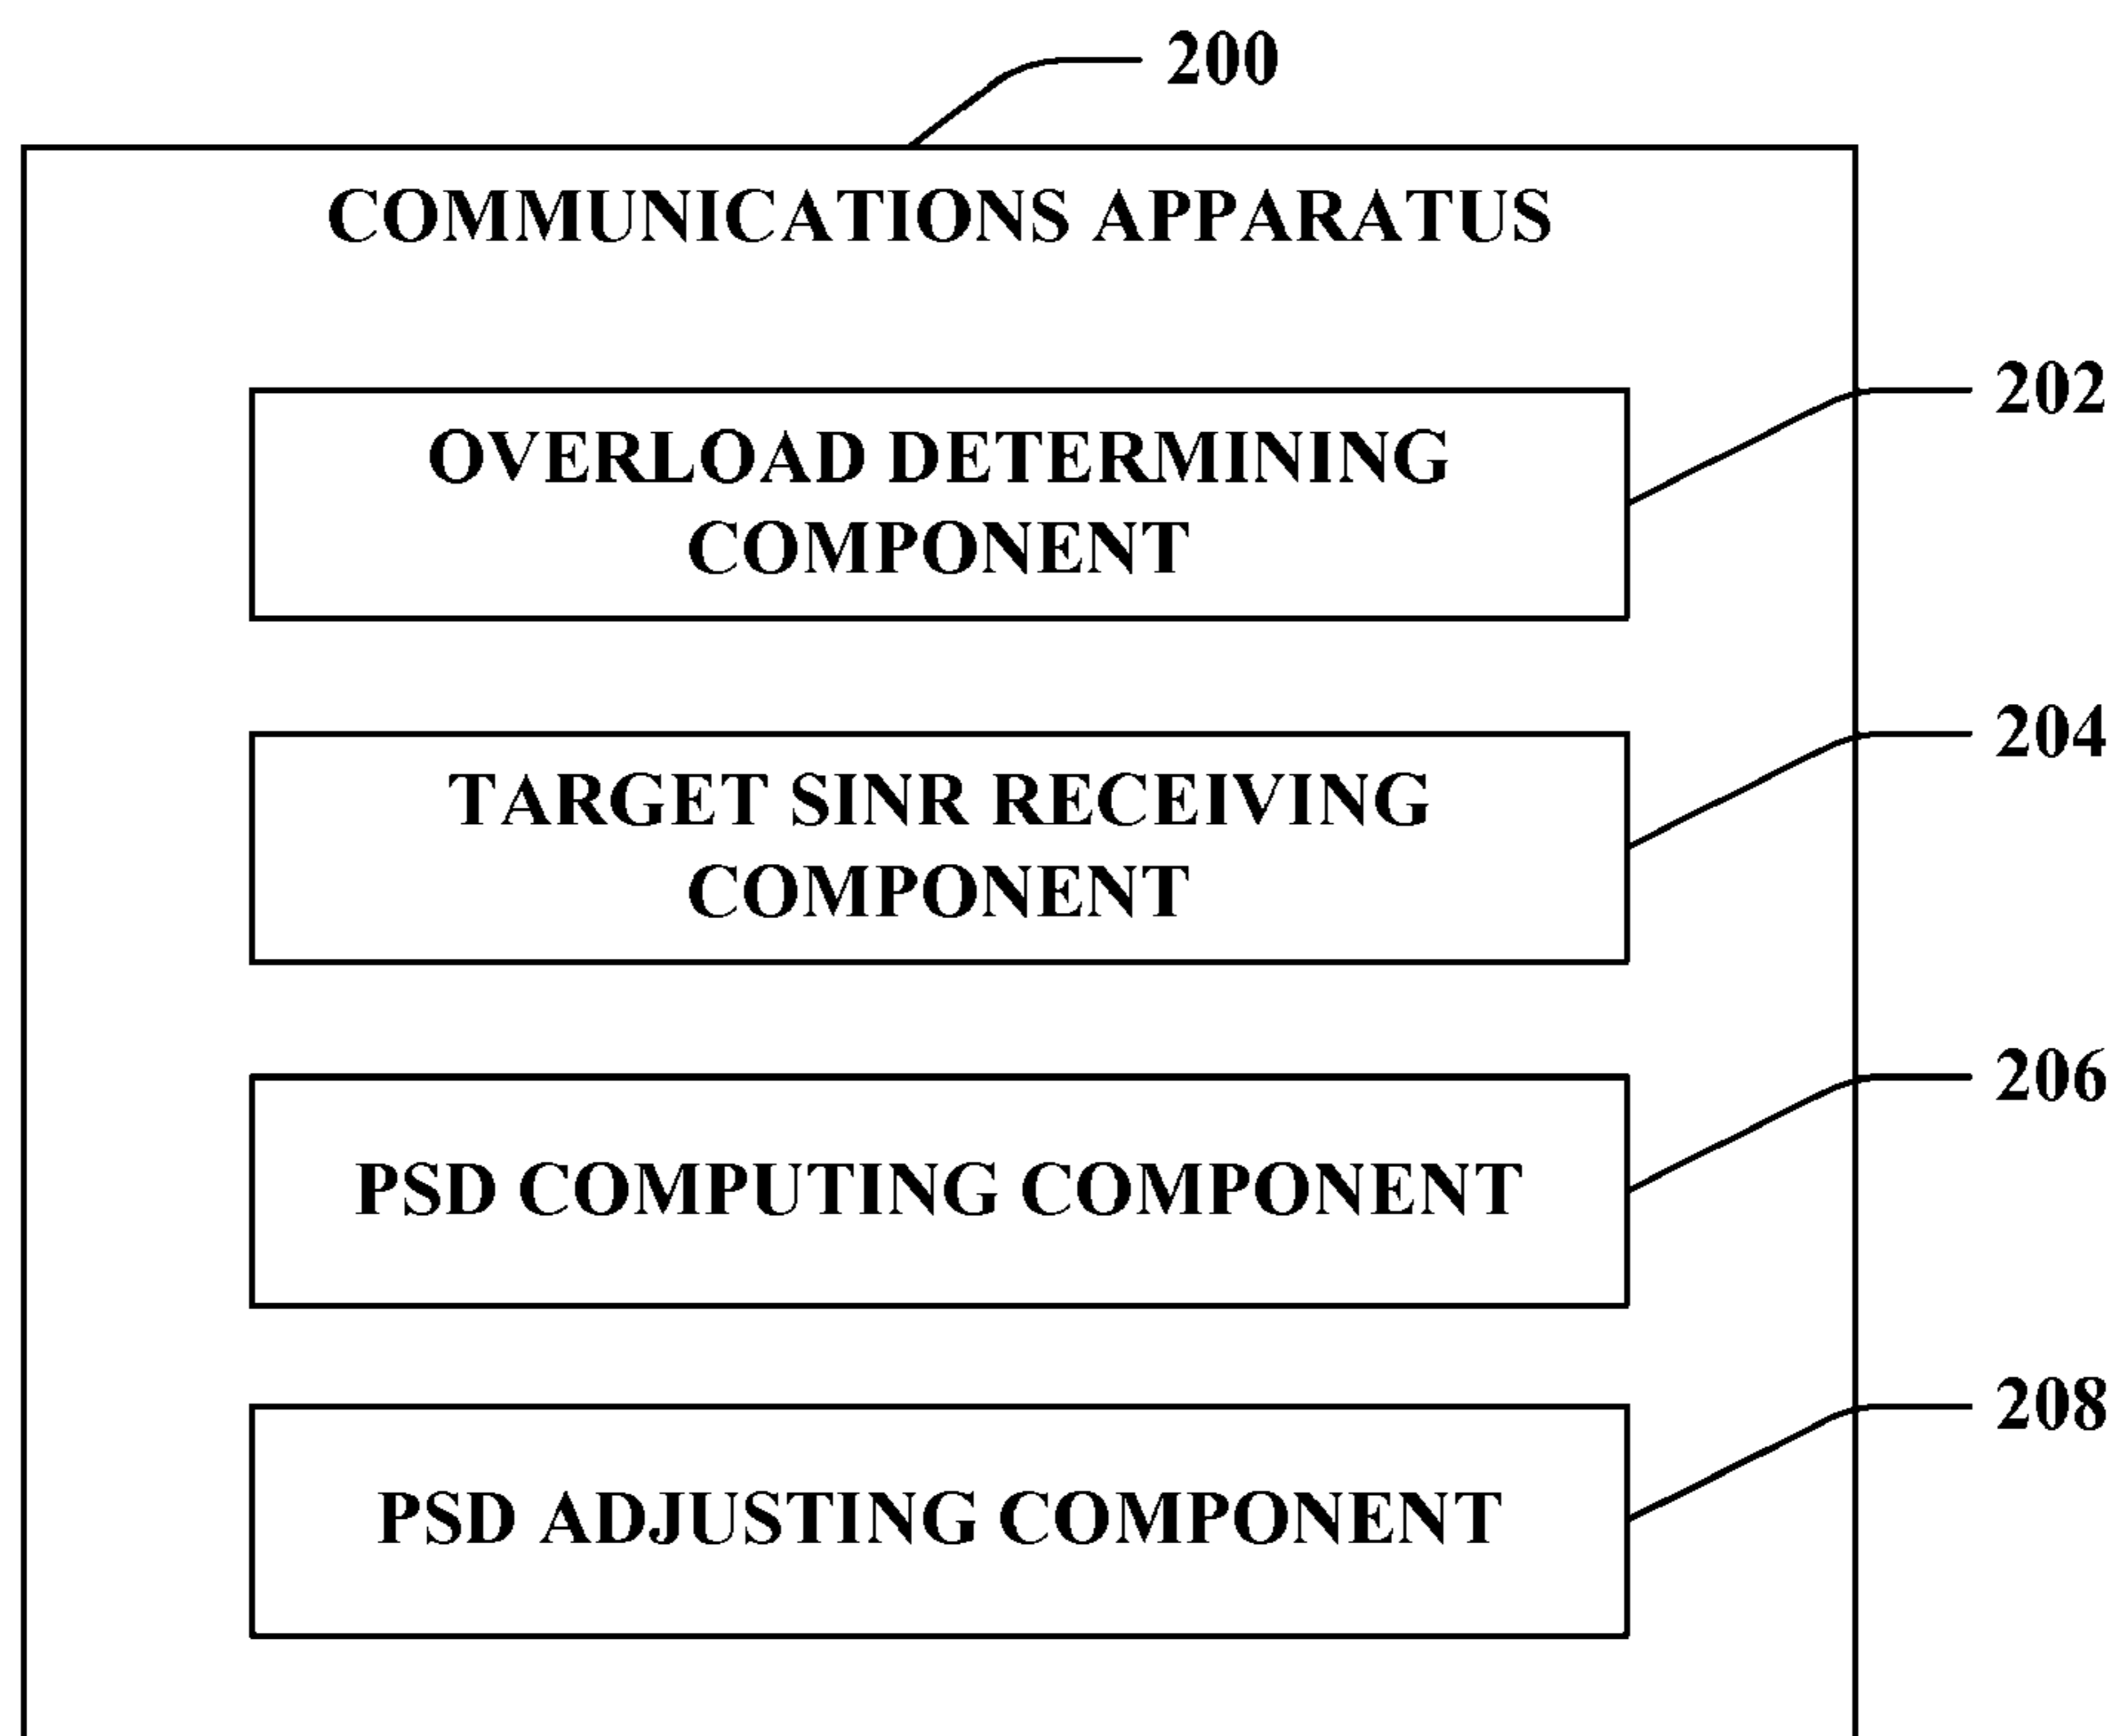 200
COMMUNICATIONS APPARATUS
202
OVERLOAD DETERMINING
COMPONENT
204
TARGET SINR RECEIVING
COMPONENT
206
PSD COMPUTING COMPONENT
208
PSD ADJUSTING COMPONENT